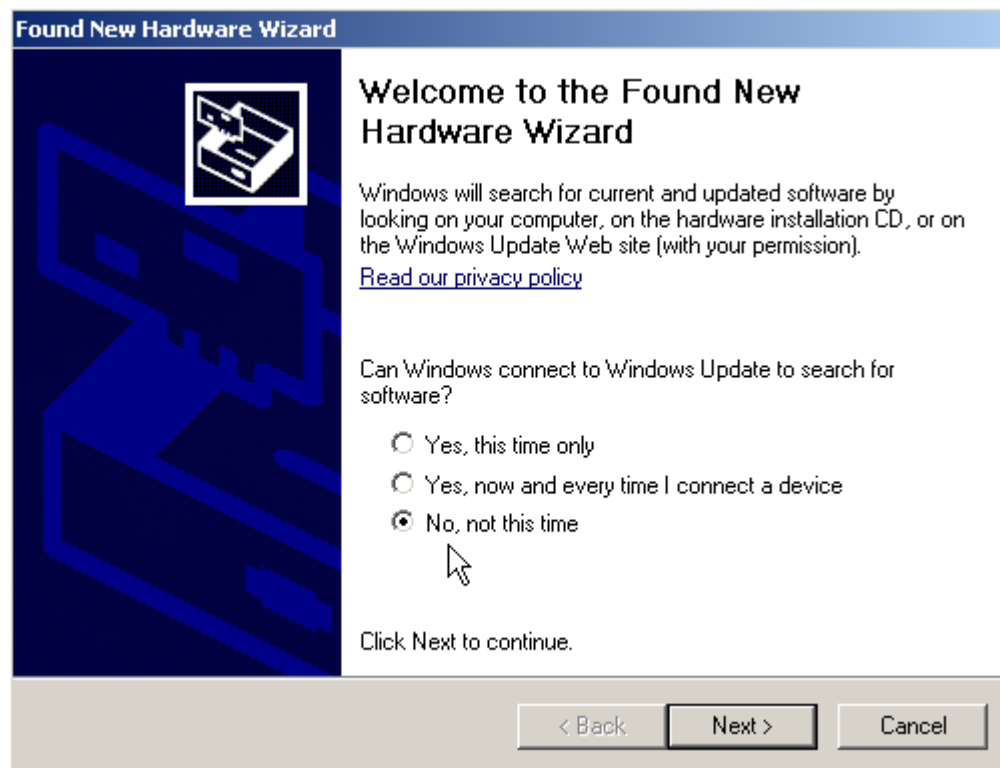 Found New Hardware Wizard
Welcome to the Found New
Hardware Wizard
Windows will search for current and updated software by
looking on your computer, on the hardware installation CD, or on
the Windows Update Web site (with your permission).
Read our privacy policy
Can Windows connect to Windows Update to search for
software?
Yes, this time only
Yes, now and every time I connect a device
No, not this time
Click Next to continue.
< Back
Next >
Cancel